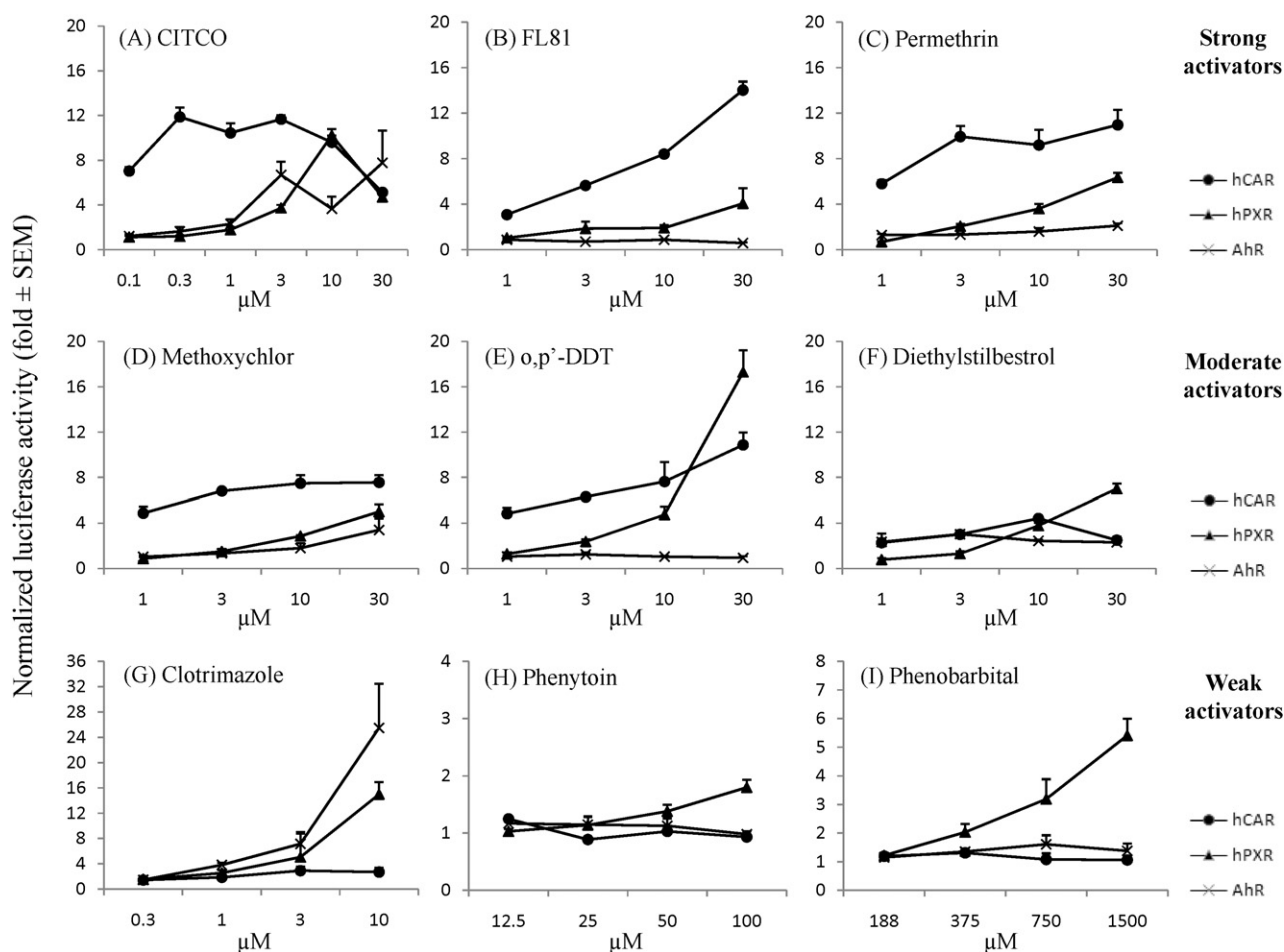 Normalized luciferase activity (fold ± SEM)
(A) CITCO
20
16
12
8
4
0
0.1 0.3 1 3 10 30
µM
(B) FL81
20
16
12
8
4
0
1 3 10 30
µM
(C) Permethrin
20
16
12
8
4
0
1 3 10 30
µM
Strong
activators
hCAR
hPXR
AhR
(D) Methoxychlor
20
16
12
8
4
0
1 3 10 30
µM
(E) o,p’-DDT
20
16
12
8
4
0
1 3 10 30
µM
(F) Diethylstilbestrol
20
16
12
8
4
0
1 3 10 30
µM
Moderate
activators
hCAR
hPXR
AhR
(G) Clotrimazole
36
32
28
24
20
16
12
8
4
0
0.3 1 3 10
µM
(H) Phenytoin
4
3
2
1
0
12.5 25 50 100
µM
(I) Phenobarbital
8
7
6
5
4
3
2
1
0
188 375 750 1500
µM
Weak
activators
hCAR
hPXR
AhR